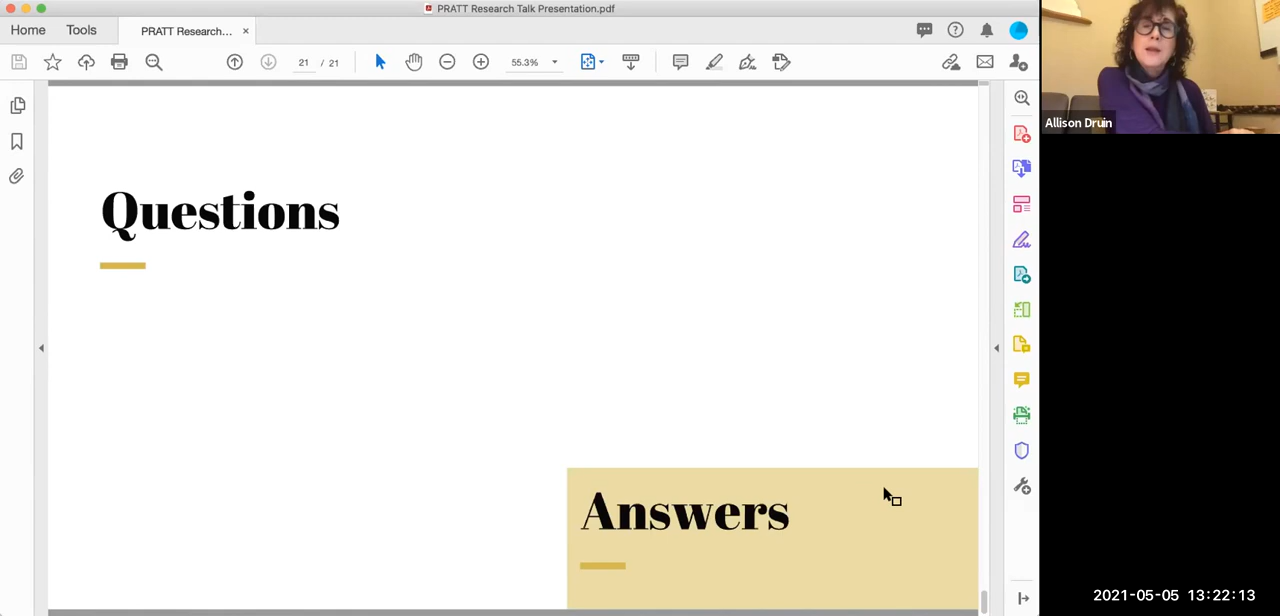 PRATT Research Talk Presentation.pdf
Home Tools PRATT Research... ×
21 / 21 55.3%
Allison Druin
Questions
Answers
2021-05-05 13:22:13